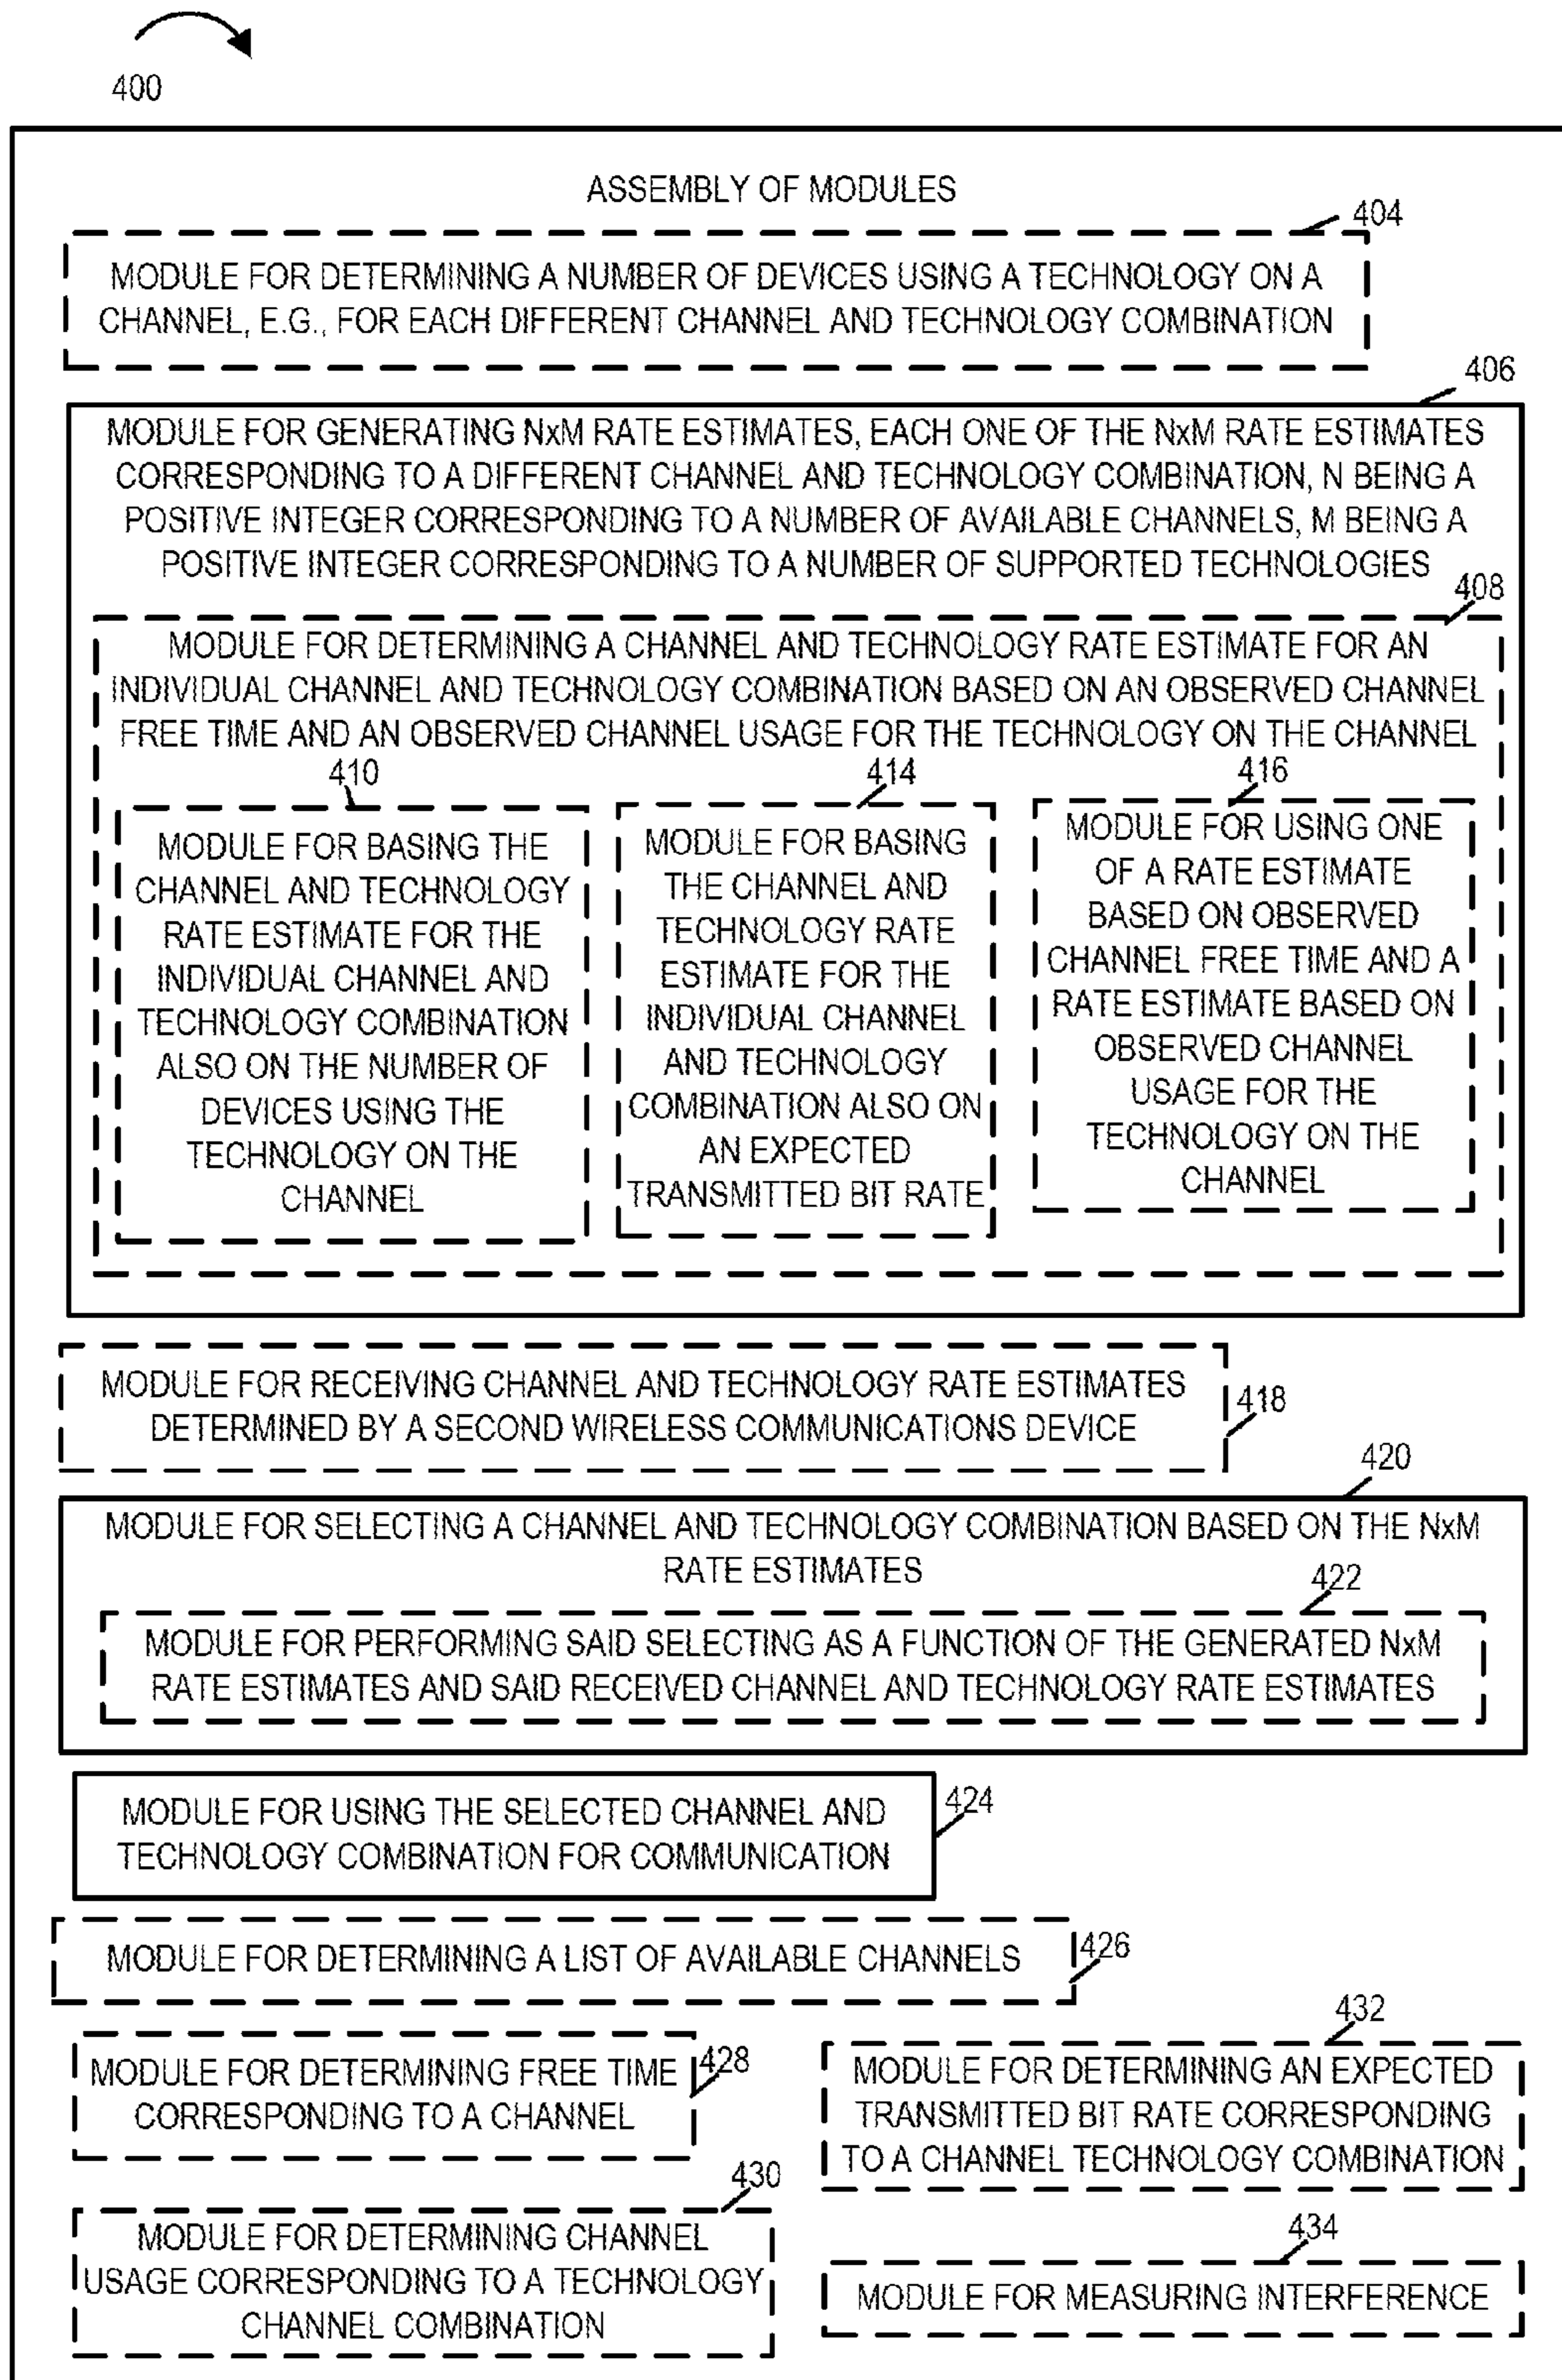 400
ASSEMBLY OF MODULES
404
MODULE FOR DETERMINING A NUMBER OF DEVICES USING A TECHNOLOGY ON A
CHANNEL, E.G., FOR EACH DIFFERENT CHANNEL AND TECHNOLOGY COMBINATION
406
MODULE FOR GENERATING NxM RATE ESTIMATES, EACH ONE OF THE NxM RATE ESTIMATES
CORRESPONDING TO A DIFFERENT CHANNEL AND TECHNOLOGY COMBINATION, N BEING A
POSITIVE INTEGER CORRESPONDING TO A NUMBER OF AVAILABLE CHANNELS, M BEING A
POSITIVE INTEGER CORRESPONDING TO A NUMBER OF SUPPORTED TECHNOLOGIES
408
MODULE FOR DETERMINING A CHANNEL AND TECHNOLOGY RATE ESTIMATE FOR AN
INDIVIDUAL CHANNEL AND TECHNOLOGY COMBINATION BASED ON AN OBSERVED CHANNEL
FREE TIME AND AN OBSERVED CHANNEL USAGE FOR THE TECHNOLOGY ON THE CHANNEL
410
MODULE FOR BASING THE
CHANNEL AND TECHNOLOGY
RATE ESTIMATE FOR THE
INDIVIDUAL CHANNEL AND
TECHNOLOGY COMBINATION
ALSO ON THE NUMBER OF
DEVICES USING THE
TECHNOLOGY ON THE
CHANNEL
414
MODULE FOR BASING
THE CHANNEL AND
TECHNOLOGY RATE
ESTIMATE FOR THE
INDIVIDUAL CHANNEL
AND TECHNOLOGY
COMBINATION ALSO ON
AN EXPECTED
TRANSMITTED BIT RATE
416
MODULE FOR USING ONE
OF A RATE ESTIMATE
BASED ON OBSERVED
CHANNEL FREE TIME AND A
RATE ESTIMATE BASED ON
OBSERVED CHANNEL
USAGE FOR THE
TECHNOLOGY ON THE
CHANNEL
MODULE FOR RECEIVING CHANNEL AND TECHNOLOGY RATE ESTIMATES
DETERMINED BY A SECOND WIRELESS COMMUNICATIONS DEVICE
418
420
MODULE FOR SELECTING A CHANNEL AND TECHNOLOGY COMBINATION BASED ON THE NxM
RATE ESTIMATES
422
MODULE FOR PERFORMING SAID SELECTING AS A FUNCTION OF THE GENERATED NxM
RATE ESTIMATES AND SAID RECEIVED CHANNEL AND TECHNOLOGY RATE ESTIMATES
MODULE FOR USING THE SELECTED CHANNEL AND
TECHNOLOGY COMBINATION FOR COMMUNICATION
424
MODULE FOR DETERMINING A LIST OF AVAILABLE CHANNELS
426
MODULE FOR DETERMINING FREE TIME
CORRESPONDING TO A CHANNEL
428
432
MODULE FOR DETERMINING AN EXPECTED
TRANSMITTED BIT RATE CORRESPONDING
TO A CHANNEL TECHNOLOGY COMBINATION
430
MODULE FOR DETERMINING CHANNEL
USAGE CORRESPONDING TO A TECHNOLOGY
CHANNEL COMBINATION
434
MODULE FOR MEASURING INTERFERENCE